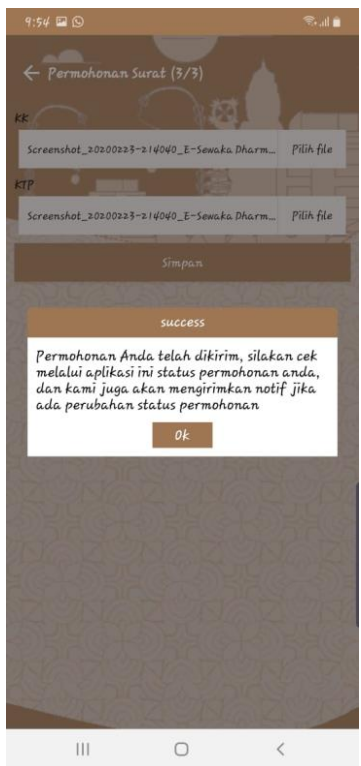 9:54
Permohonan Surat (3/3)
KK
Screenshot_20200223-214040_E-Sewaka Dharm... Pilih file
KTP
Screenshot_20200223-214040_E-Sewaka Dharm... Pilih file
Simpan
success
Permohonan Anda telah dikirim, silakan cek
melalui aplikasi ini status permohonan anda,
dan kami juga akan mengirimkan notif jika
ada perubahan status permohonan
Ok